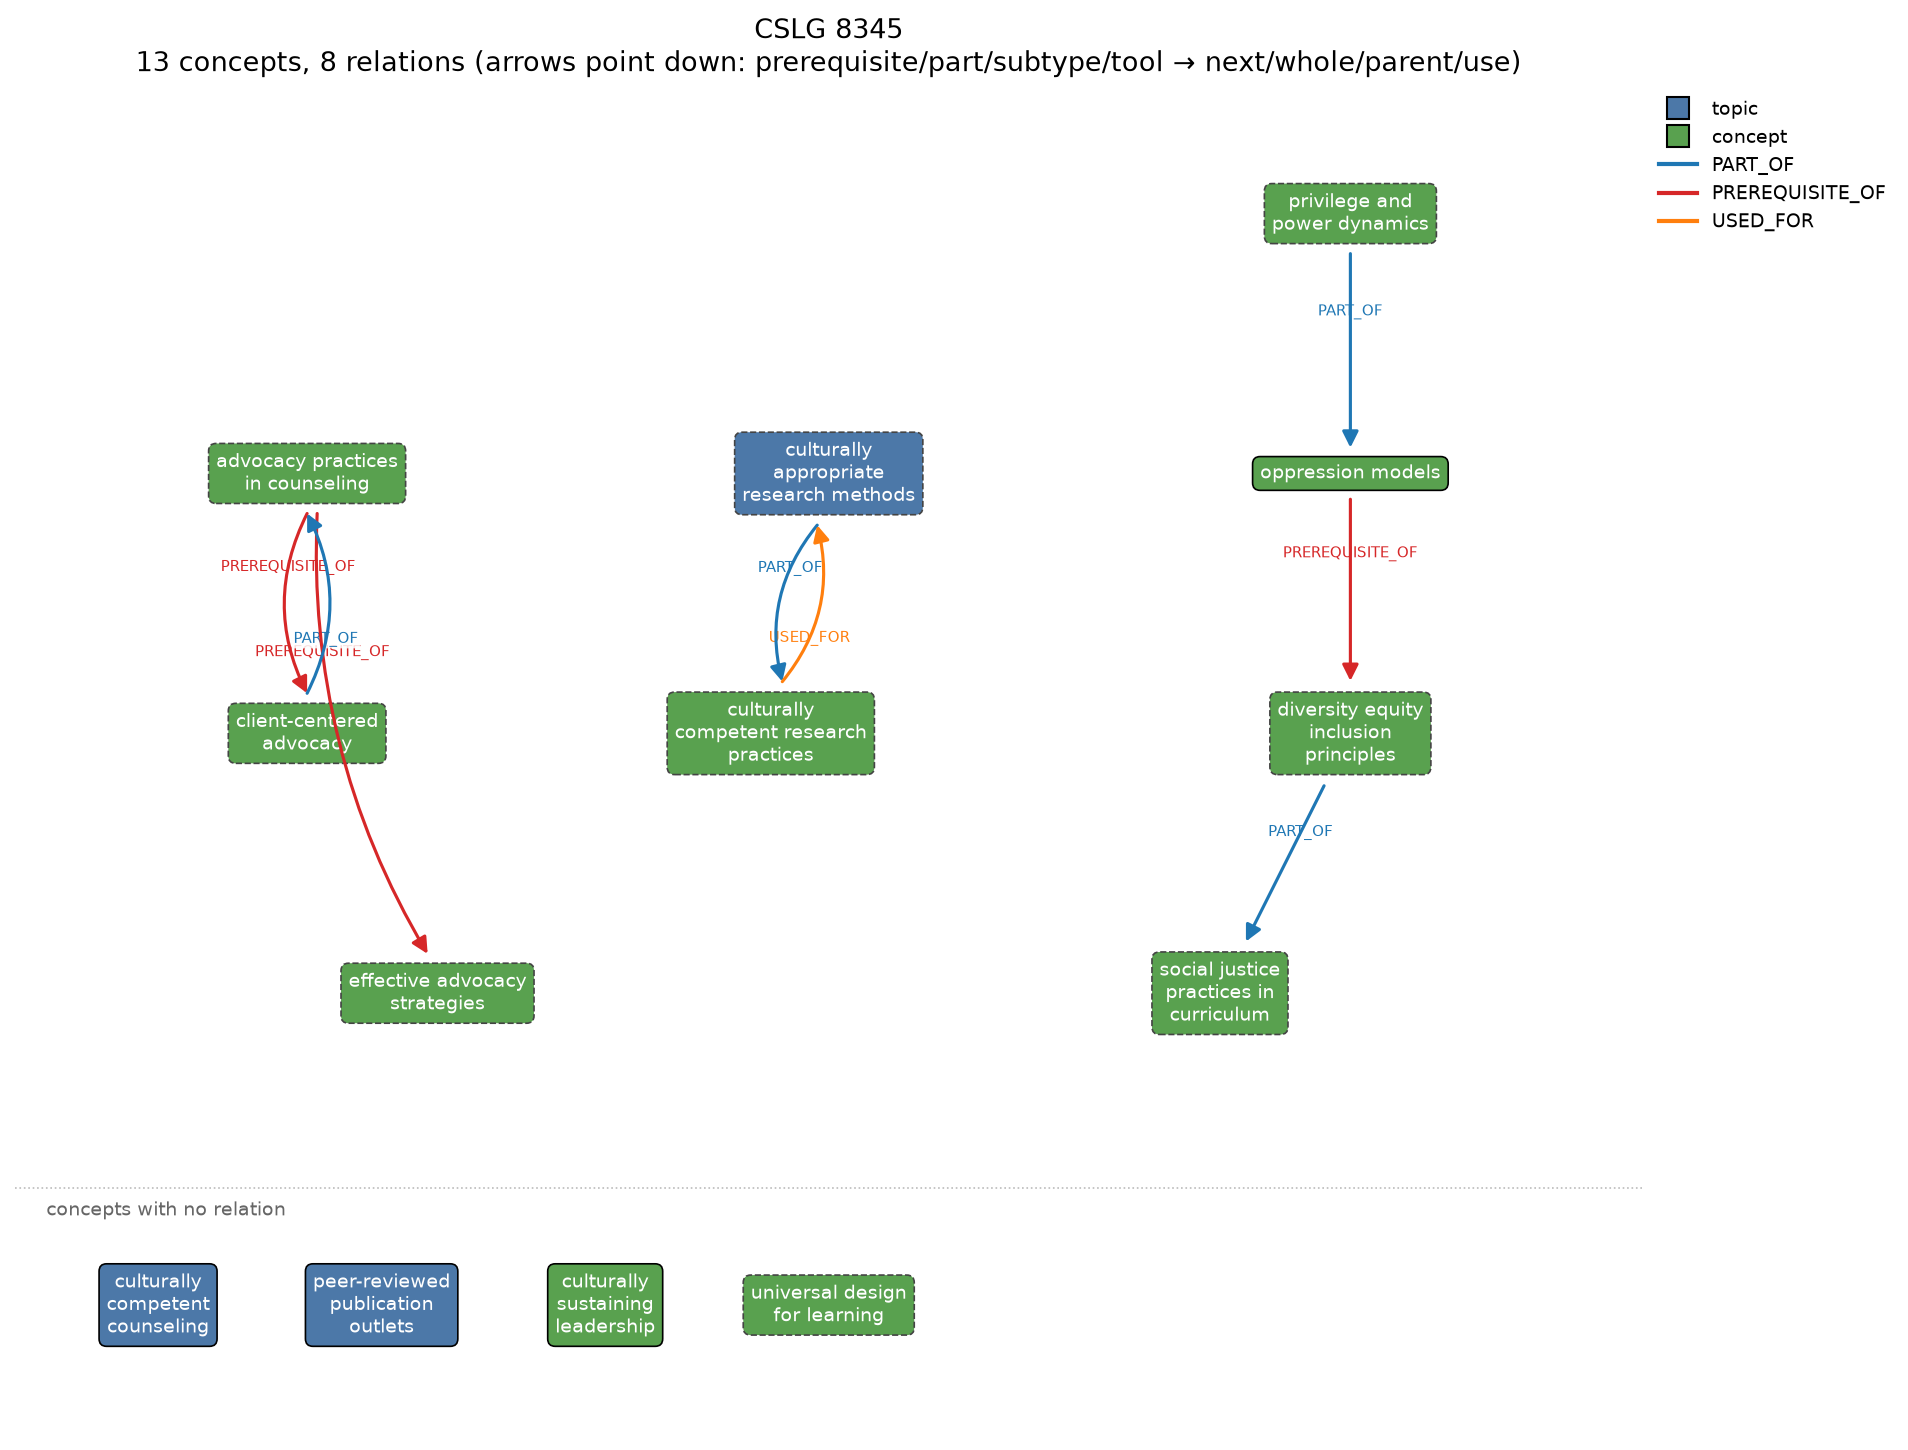 CSLG 8345
13 concepts, 8 relations (arrows point down: prerequisite/part/subtype/tool → next/whole/parent/use)
topic
concept
PART_OF
PREREQUISITE_OF
USED_FOR
privilege and
power dynamics
PART_OF
advocacy practices
in counseling
culturally
appropriate
research methods
oppression models
PREREQUISITE_OF
PART_OF
PREREQUISITE_OF
PART_OF
PREREQUISITE_OF
USED_FOR
client-centered
advocacy
culturally
competent research
practices
diversity equity
inclusion
principles
PART_OF
effective advocacy
strategies
social justice
practices in
curriculum
concepts with no relation
culturally
competent
counseling
peer-reviewed
publication
outlets
culturally
sustaining
leadership
universal design
for learning